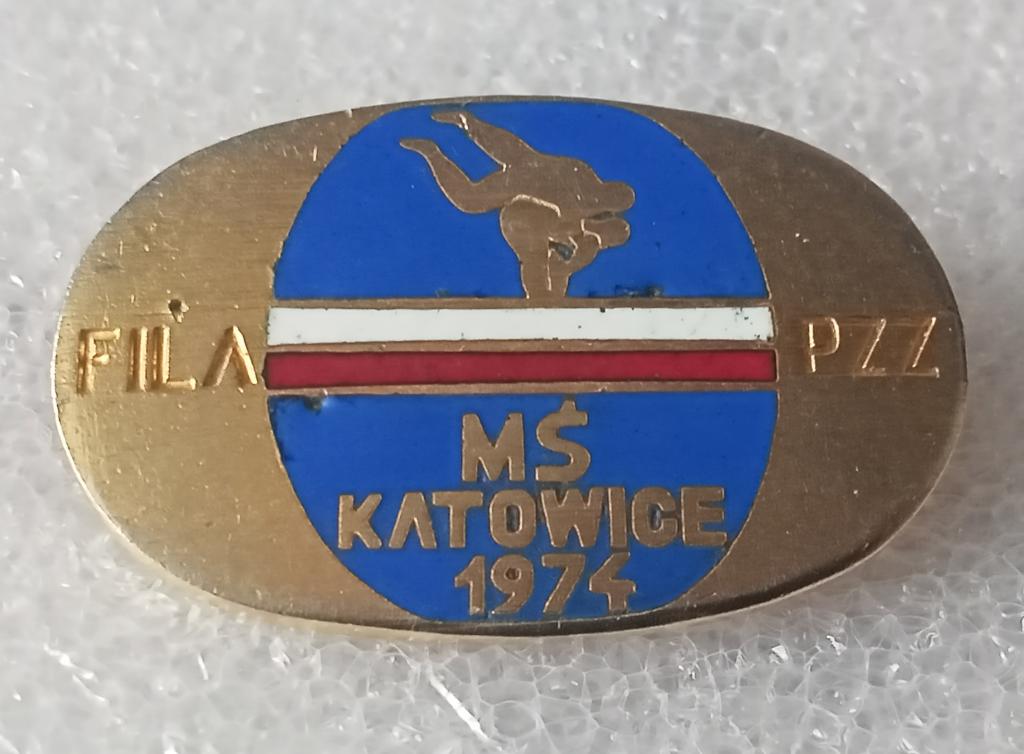 FILA
PZZ
MŚ
KATOWICE
1974